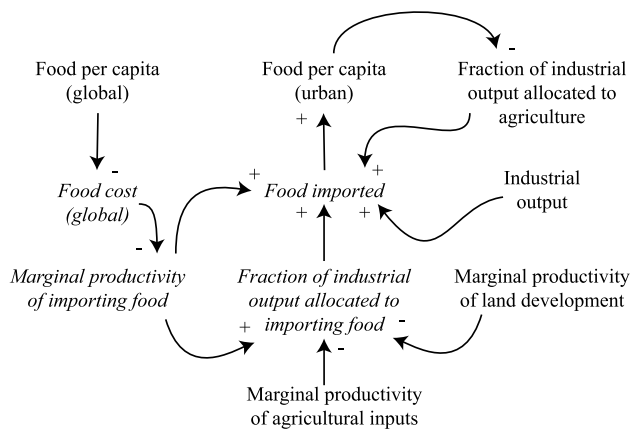 Food per capita
(global)
Food per capita
(urban)
-
Fraction of industrial
output allocated to
agriculture
+
-
+
+
Food cost
(global)
Food imported
Industrial
output
+
+
-
Marginal productivity
of importing food
Fraction of industrial
output allocated to
importing food
Marginal productivity
of land development
+
-
-
Marginal productivity
of agricultural inputs